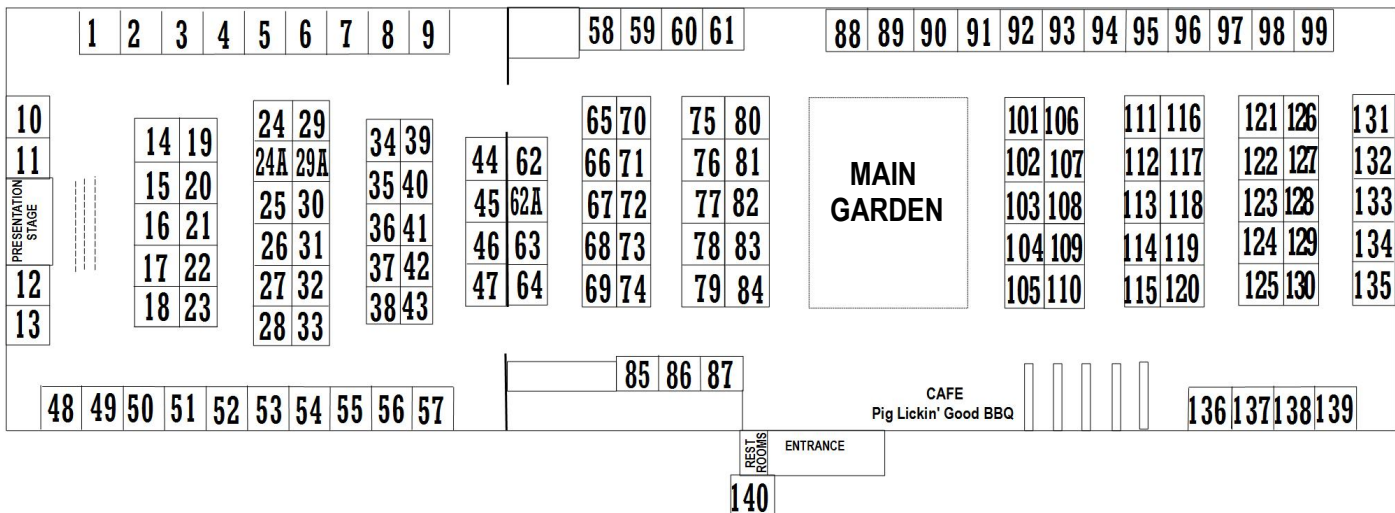 1 2 3 4 5 6 7 8 9 58 59 60 61 88 89 90 91 92 93 94 95 96 97 98 99
10 14 19 24 29 34 39 65 70 75 80 101 106 111 116 121 126 131
11 15 20 24A 29A 35 40 44 62 66 71 76 81 MAIN 102 107 112 117 122 127 132
PRESENTATION STAGE 16 21 25 30 36 41 45 62A 67 72 77 82 GARDEN 103 108 113 118 123 128 133
12 17 22 26 31 37 42 46 63 68 73 78 83 104 109 114 119 124 129 134
13 18 23 27 32 38 43 47 64 69 74 79 84 105 110 115 120 125 130 135
28 33
85 86 87
48 49 50 51 52 53 54 55 56 57 CAFE 136 137 138 139
Pig Lickin' Good BBQ
REST ROOMS ENTRANCE
140